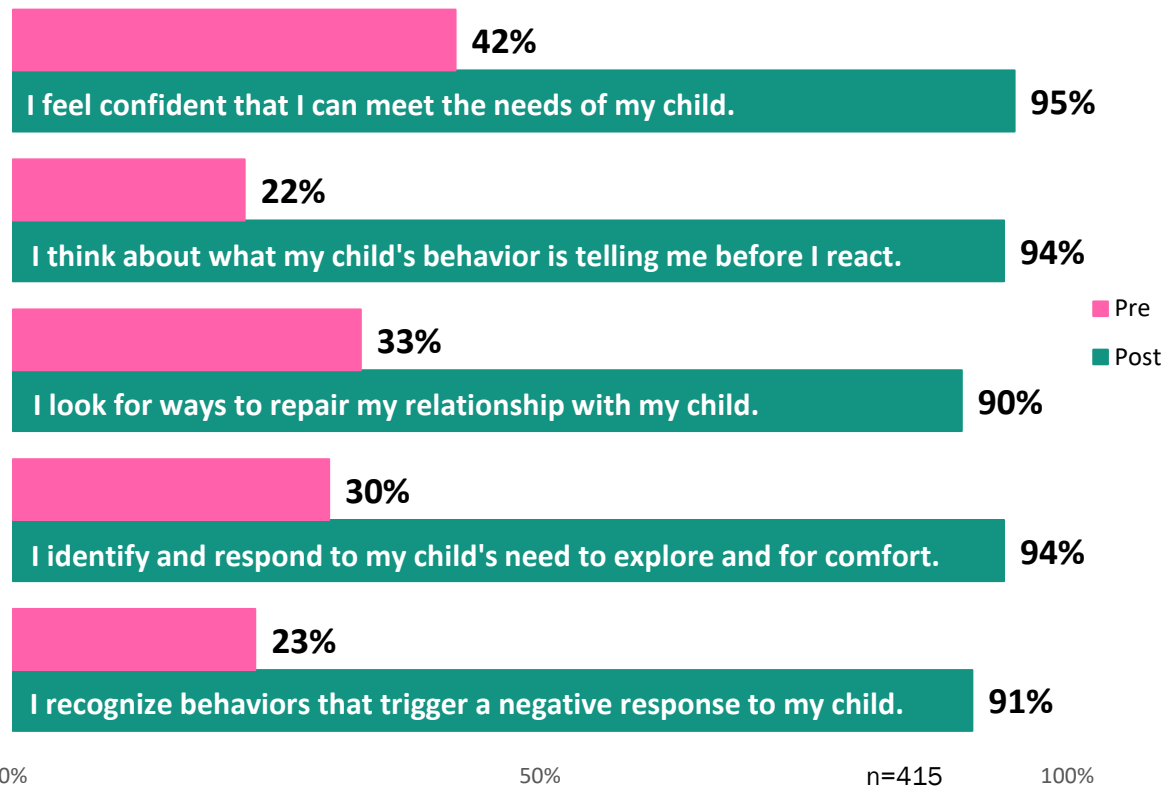 42%
I feel confident that I can meet the needs of my child.
95%
22%
I think about what my child's behavior is telling me before I react.
94%
Pre
33%
Post
I look for ways to repair my relationship with my child.
90%
30%
I identify and respond to my child's need to explore and for comfort.
94%
23%
I recognize behaviors that trigger a negative response to my child.
91%
0%
50%
n=415
100%